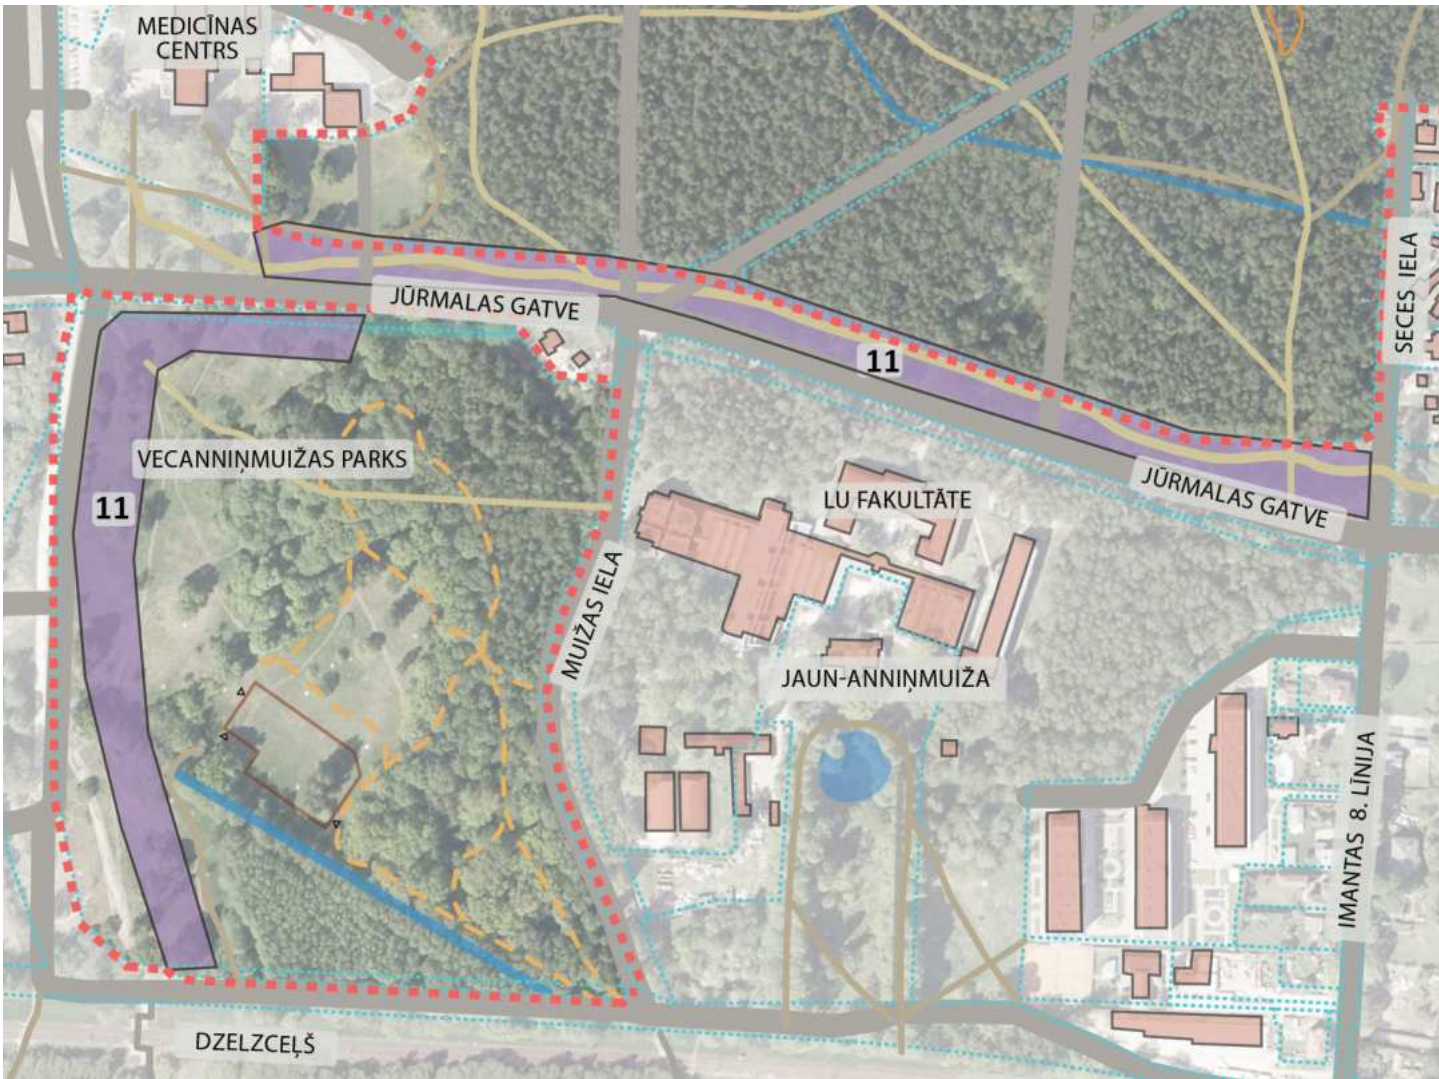 MEDICĪNAS
CENTRS
JŪRMALAS GATVE
SECES IELA
11
VECANNIŅMUIŽAS PARKS
11
LU FAKULTĀTE
JŪRMALAS GATVE
MUIŽAS IELA
JAUN-ANNIŅMUIŽA
IMANTAS 8. LĪNIJA
DZELZCEĻŠ